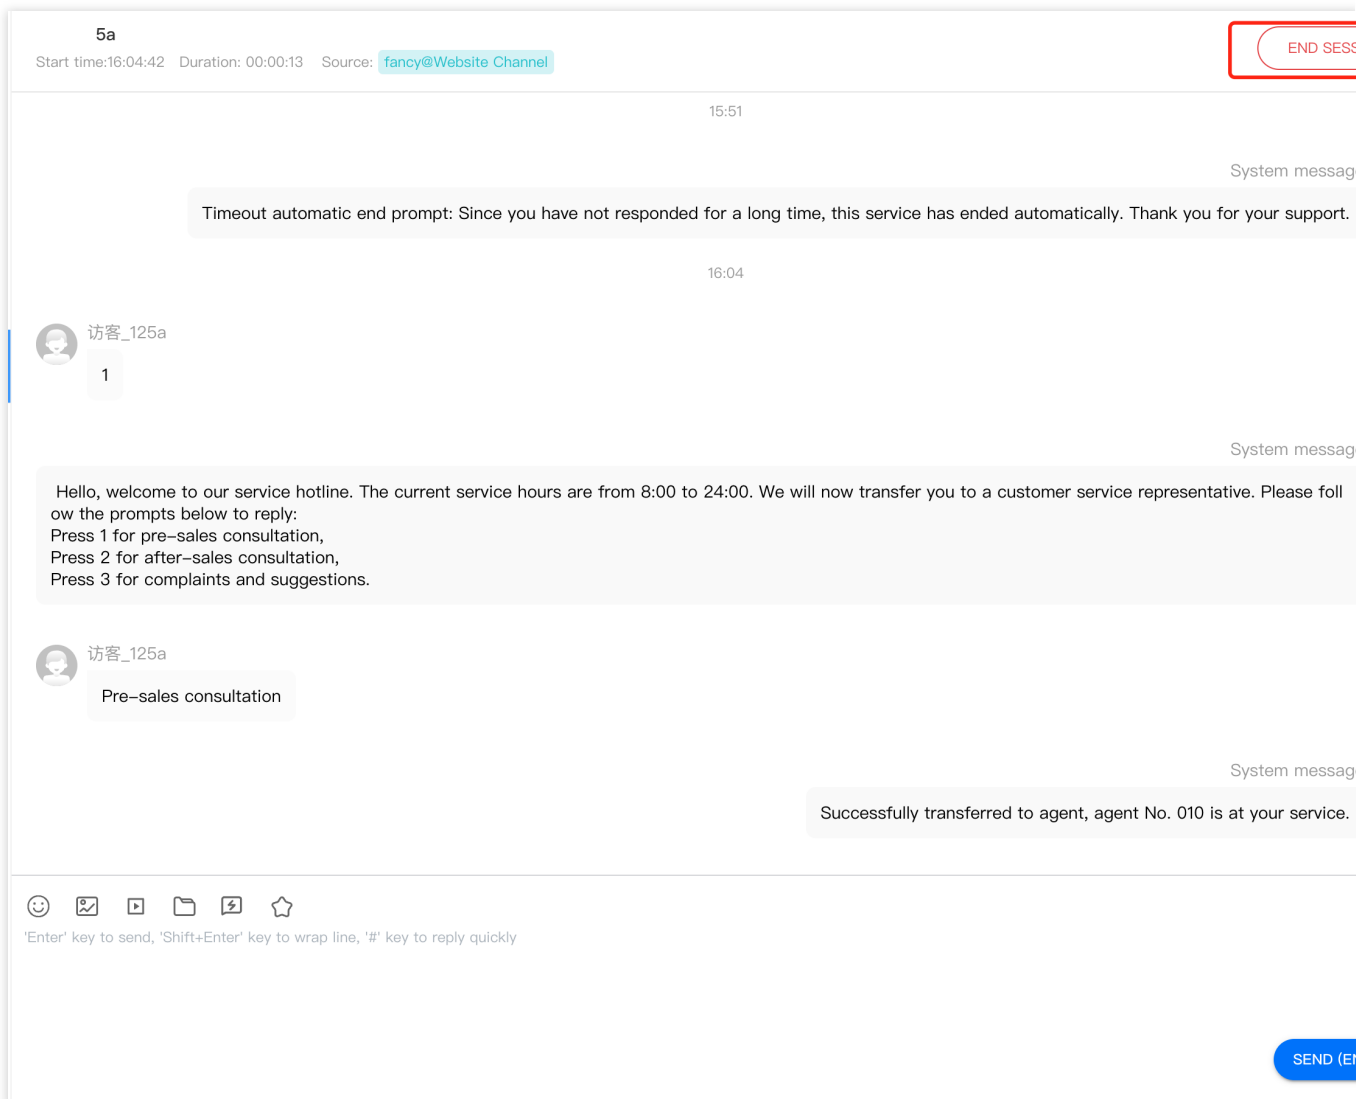 5a
Start time:16:04:42 Duration: 00:00:13 Source: fancy@Website Channel
END SESS
15:51
System messag
Timeout automatic end prompt: Since you have not responded for a long time, this service has ended automatically. Thank you for your support.
16:04
访客_125a
1
System messag
Hello, welcome to our service hotline. The current service hours are from 8:00 to 24:00. We will now transfer you to a customer service representative. Please foll
ow the prompts below to reply:
Press 1 for pre-sales consultation,
Press 2 for after-sales consultation,
Press 3 for complaints and suggestions.
访客_125a
Pre-sales consultation
System messag
Successfully transferred to agent, agent No. 010 is at your service.
'Enter' key to send, 'Shift+Enter' key to wrap line, '#' key to reply quickly
SEND (EN